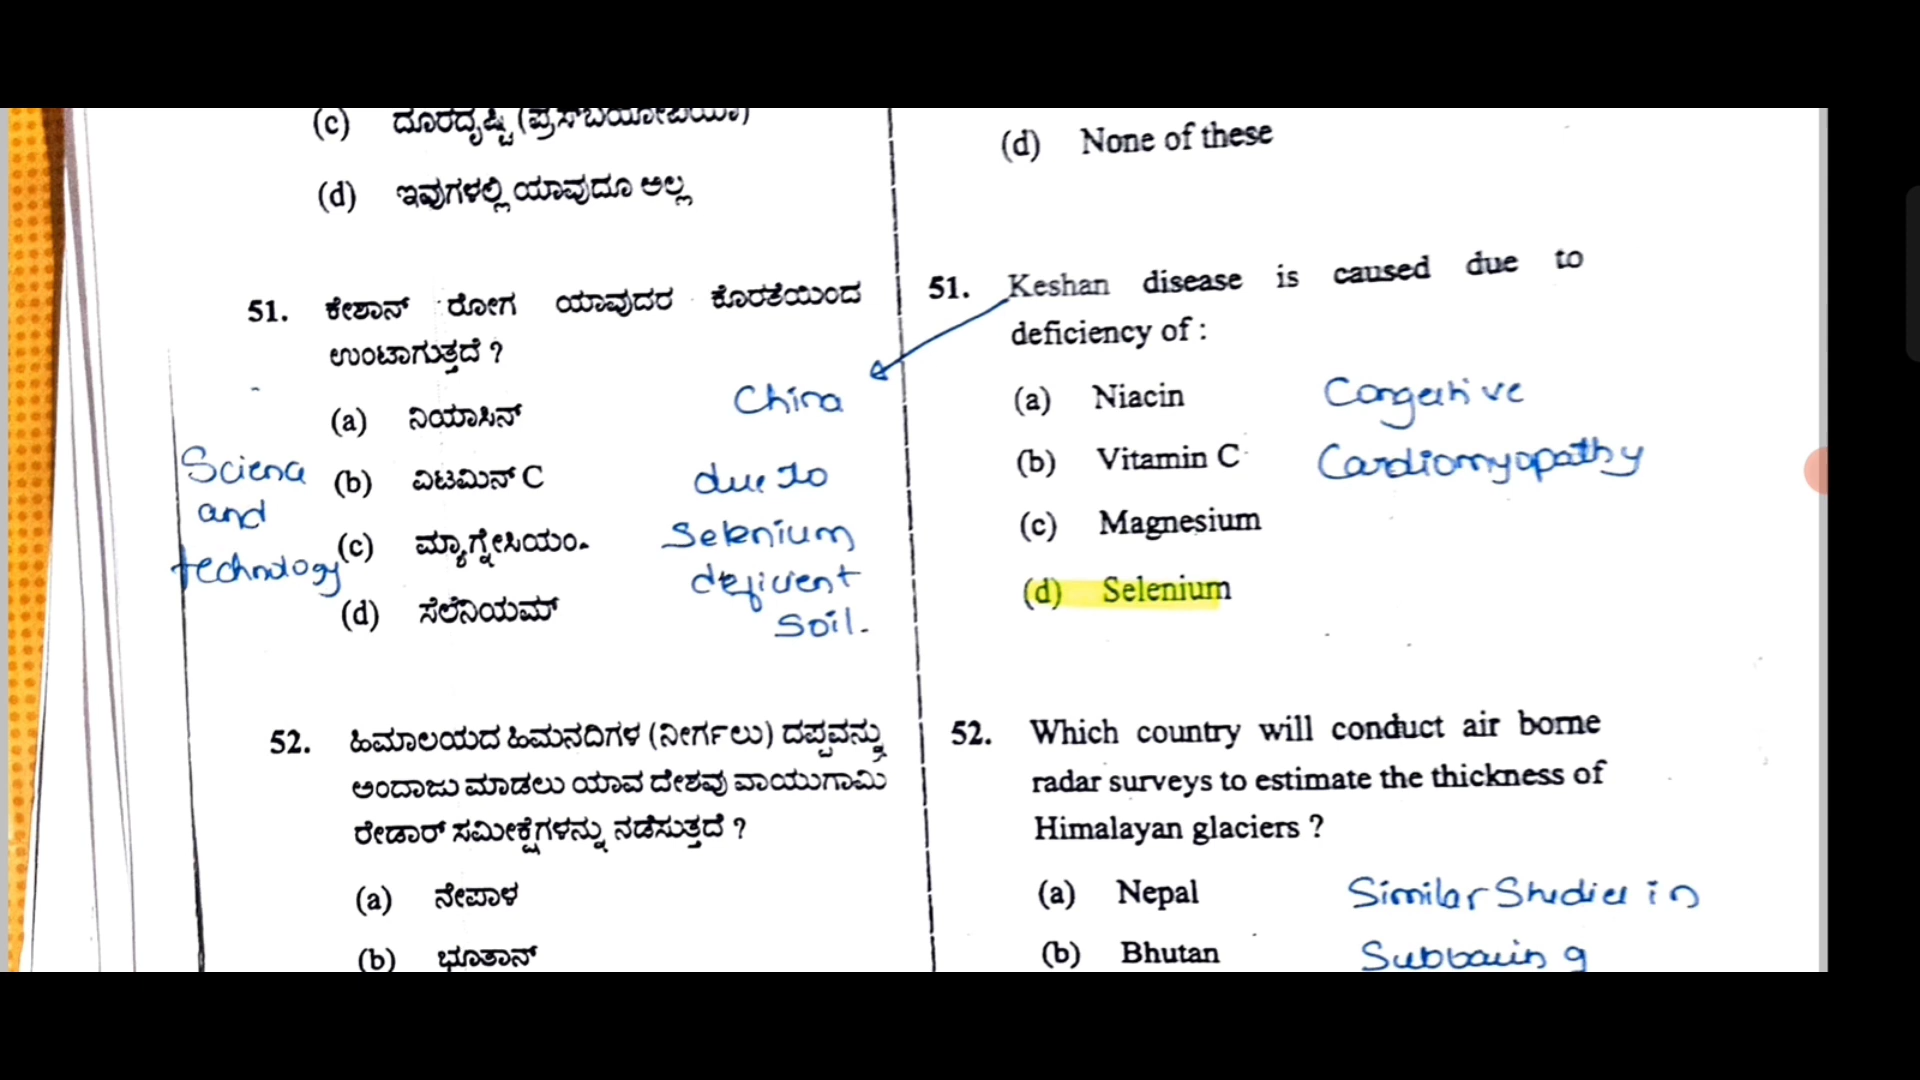 (c) ದೂರದೃಷ್ಟಿ (ಪ್ರೆಸ್‌ಬಯೋಪಿಯಾ)
(d) ಇವುಗಳಲ್ಲಿ ಯಾವುದೂ ಅಲ್ಲ
51. ಕೇಶಾನ್ ರೋಗ ಯಾವುದರ ಕೊರತೆಯಿಂದ
ಉಂಟಾಗುತ್ತದೆ ?
(a) ನಿಯಾಸಿನ್
(b) ವಿಟಮಿನ್ C
(c) ಮ್ಯಾಗ್ನೇಸಿಯಂ
(d) ಸೆಲೆನಿಯಮ್
Science
and
technology
China
due to
Selenium
deficient
Soil.
52. ಹಿಮಾಲಯದ ಹಿಮನದಿಗಳ (ನೀರ್ಗಲು) ದಪ್ಪವನ್ನು
ಅಂದಾಜು ಮಾಡಲು ಯಾವ ದೇಶವು ವಾಯುಗಾಮಿ
ರೇಡಾರ್ ಸಮೀಕ್ಷೆಗಳನ್ನು ನಡೆಸುತ್ತದೆ ?
(a) ನೇಪಾಳ
(b) ಭೂತಾನ್
(d) None of these
51. Keshan disease is caused due to
deficiency of :
(a) Niacin
(b) Vitamin C
(c) Magnesium
(d) Selenium
Congestive
Cardiomyopathy
52. Which country will conduct air borne
radar surveys to estimate the thickness of
Himalayan glaciers ?
(a) Nepal
(b) Bhutan
Similar Studies in